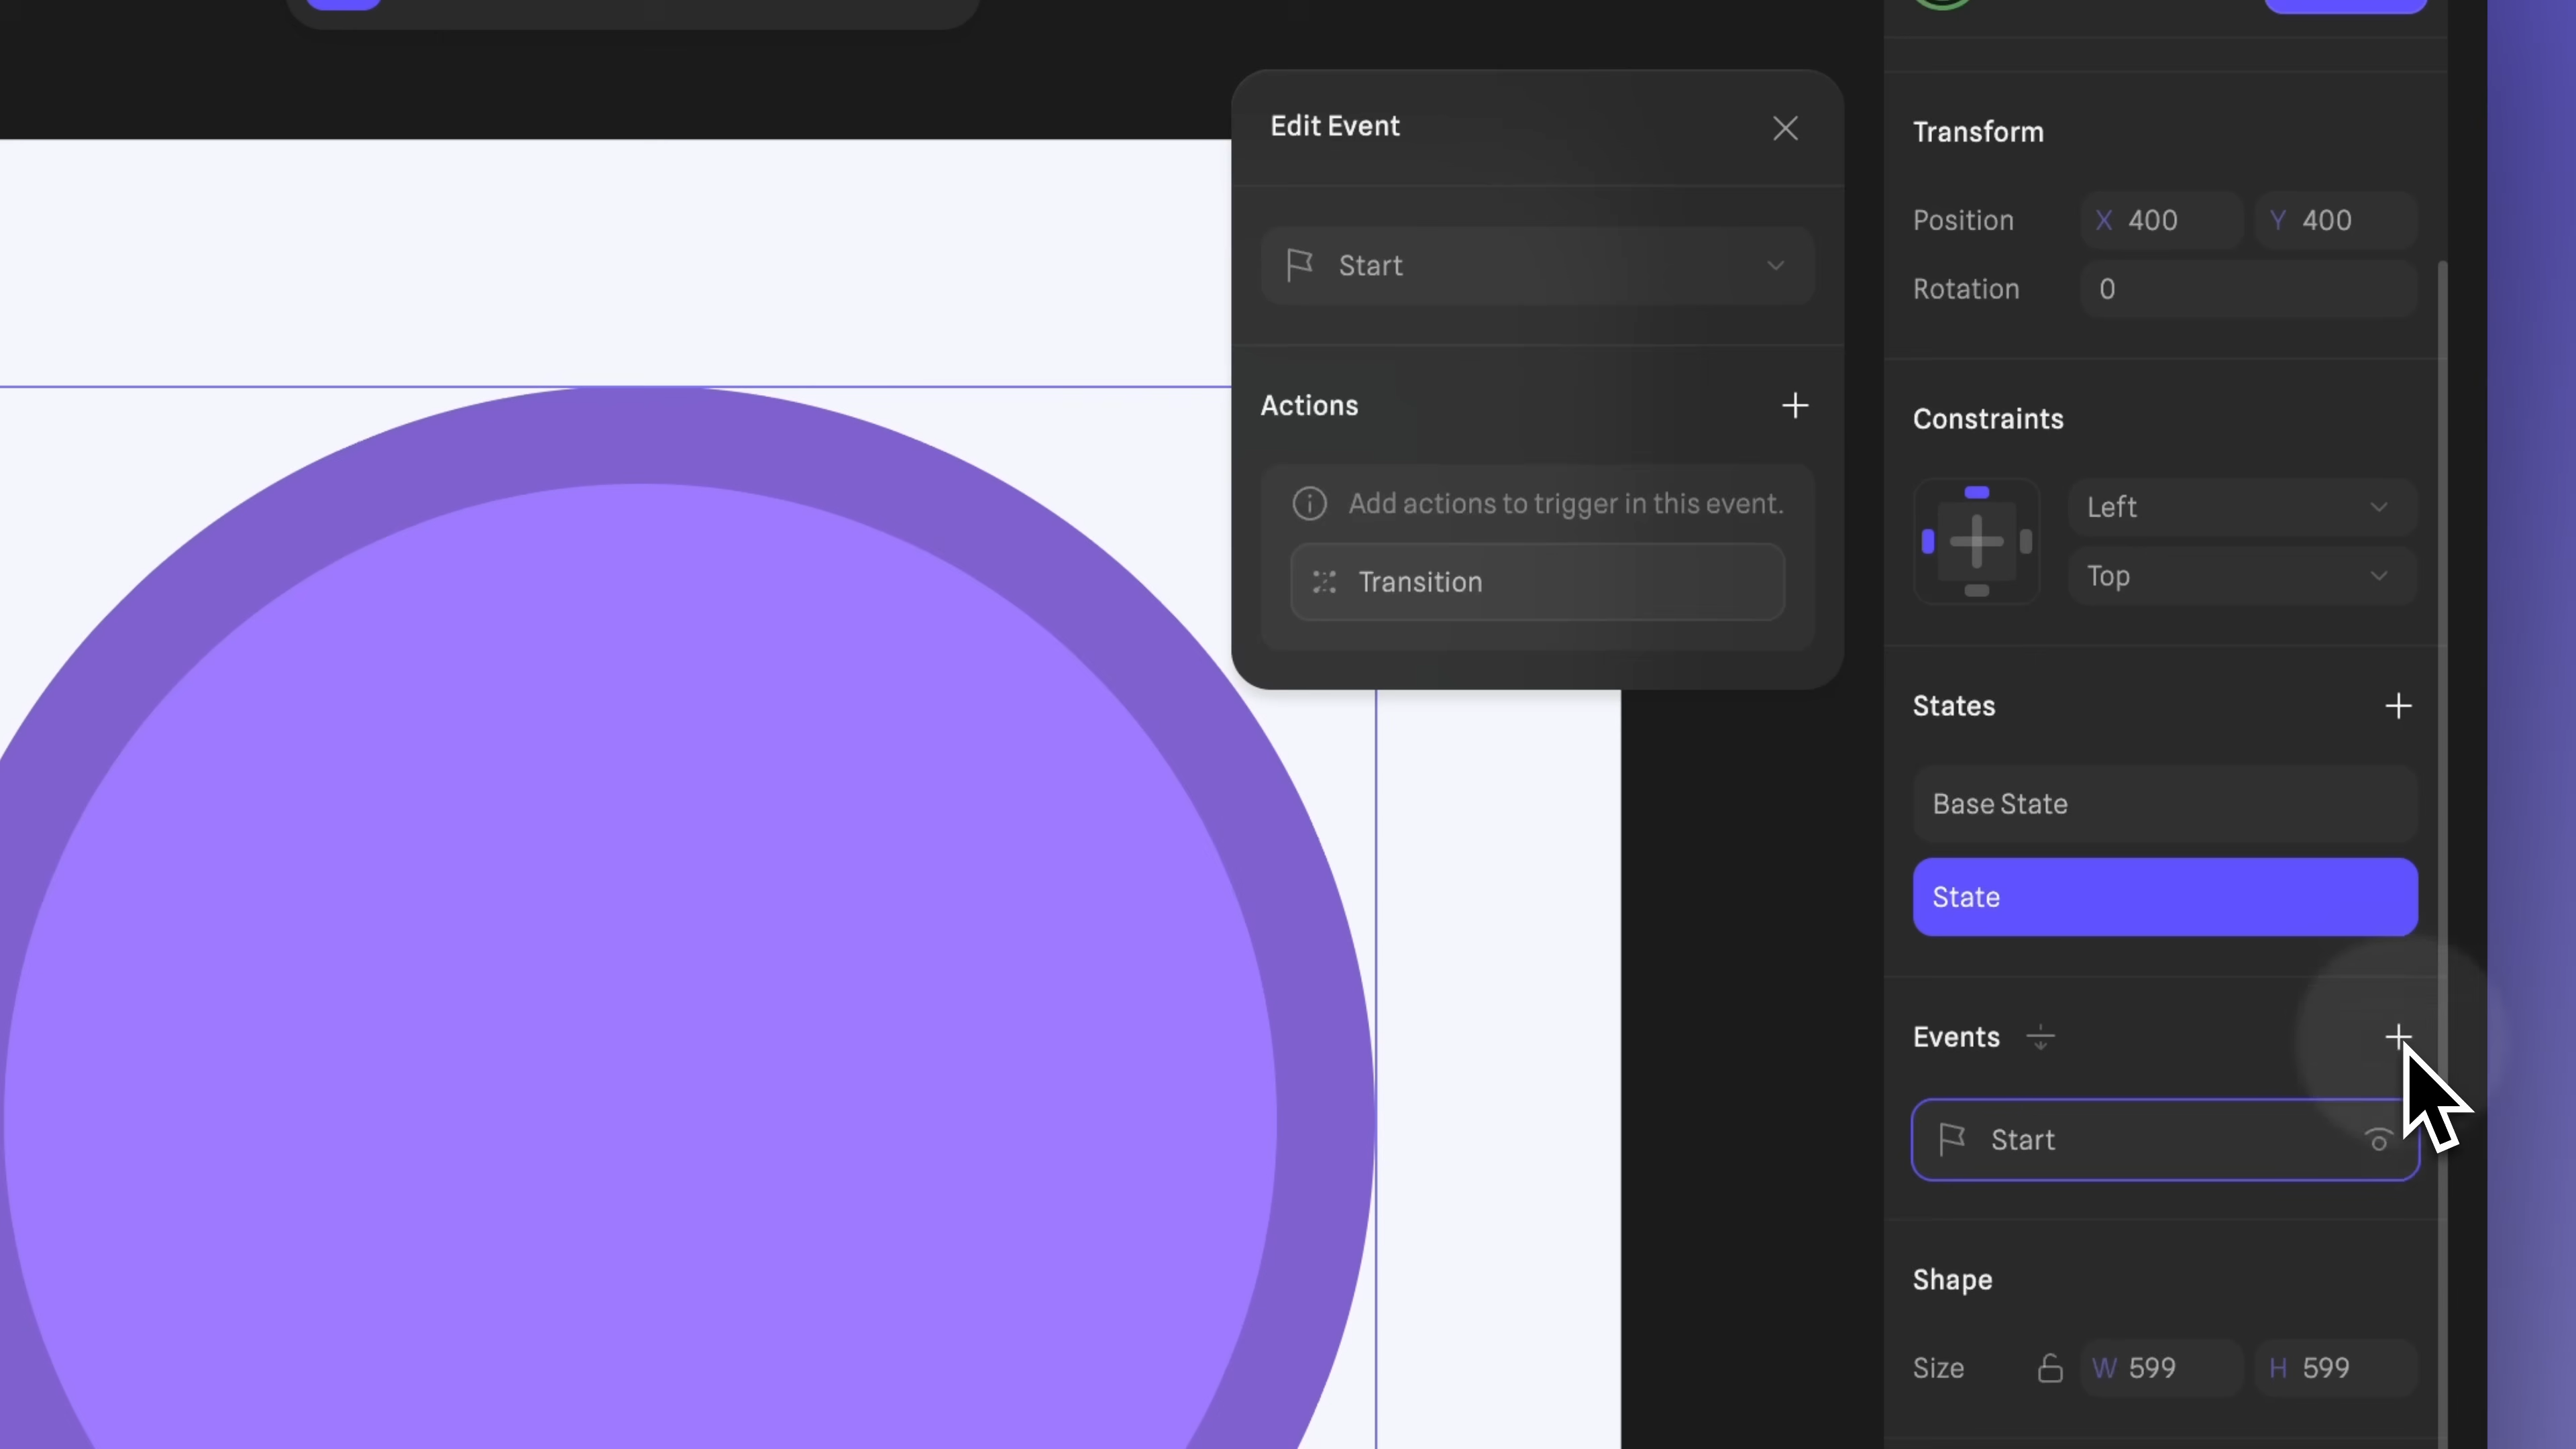 Edit Event
Start
Actions
Add actions to trigger in this event.
Transition
Transform
Position X 400 Y 400
Rotation 0
Constraints
Left
Top
States
Base State
State
Events
Start
Shape
Size W 599 H 599